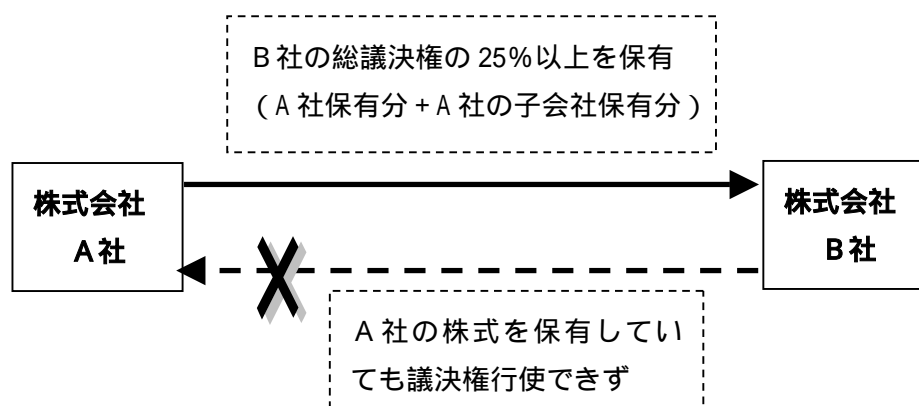 B社の総議決権の 25%以上を保有
(A社保有分+A社の子会社保有分)
株式会社
A社
株式会社
B社
A社の株式を保有してい
ても議決権行使できず